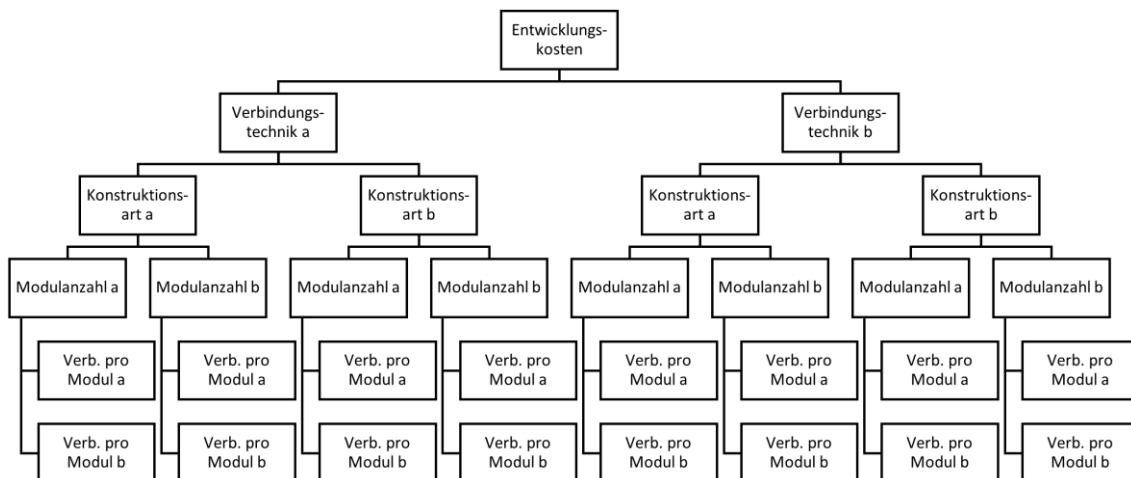 Entwicklungs-
kosten
Verbindungs-
technik a
Verbindungs-
technik b
Konstruktions-
art a
Konstruktions-
art b
Konstruktions-
art a
Konstruktions-
art b
Modulanzahl a
Modulanzahl b
Modulanzahl a
Modulanzahl b
Modulanzahl a
Modulanzahl b
Modulanzahl a
Modulanzahl b
Verb. pro
Modul a
Verb. pro
Modul a
Verb. pro
Modul a
Verb. pro
Modul a
Verb. pro
Modul a
Verb. pro
Modul a
Verb. pro
Modul a
Verb. pro
Modul a
Verb. pro
Modul b
Verb. pro
Modul b
Verb. pro
Modul b
Verb. pro
Modul b
Verb. pro
Modul b
Verb. pro
Modul b
Verb. pro
Modul b
Verb. pro
Modul b